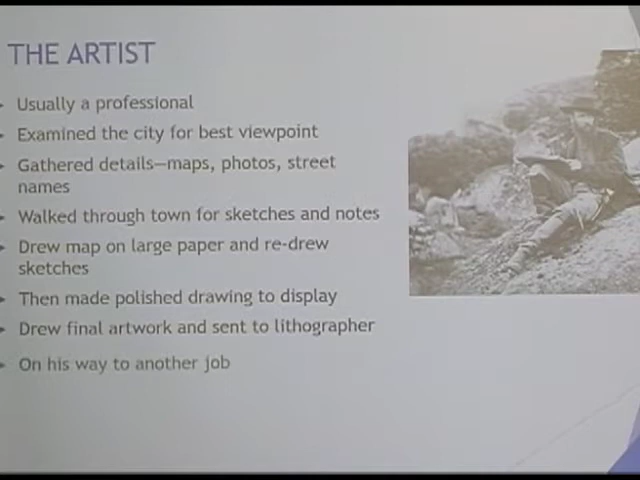 THE ARTIST
Usually a professional
Examined the city for best viewpoint
Gathered details—maps, photos, street
names
Walked through town for sketches and notes
Drew map on large paper and re-drew
sketches
Then made polished drawing to display
Drew final artwork and sent to lithographer
On his way to another job